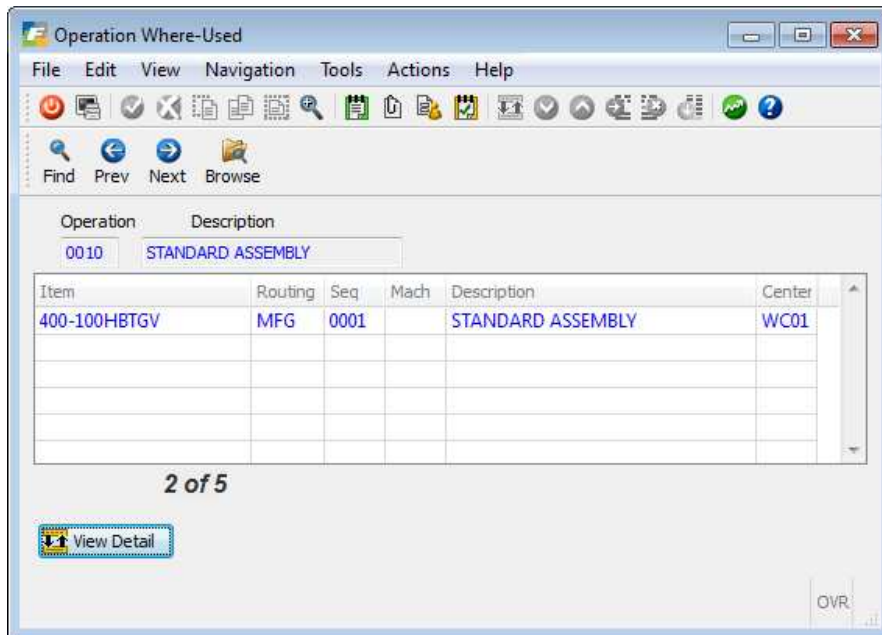 Operation Where-Used
File Edit View Navigation Tools Actions Help
Find Prev Next Browse
Operation Description
0010 STANDARD ASSEMBLY
Item Routing Seq Mach Description Center
400-100HBTGV MFG 0001 STANDARD ASSEMBLY WC01
2 of 5
View Detail
OVR